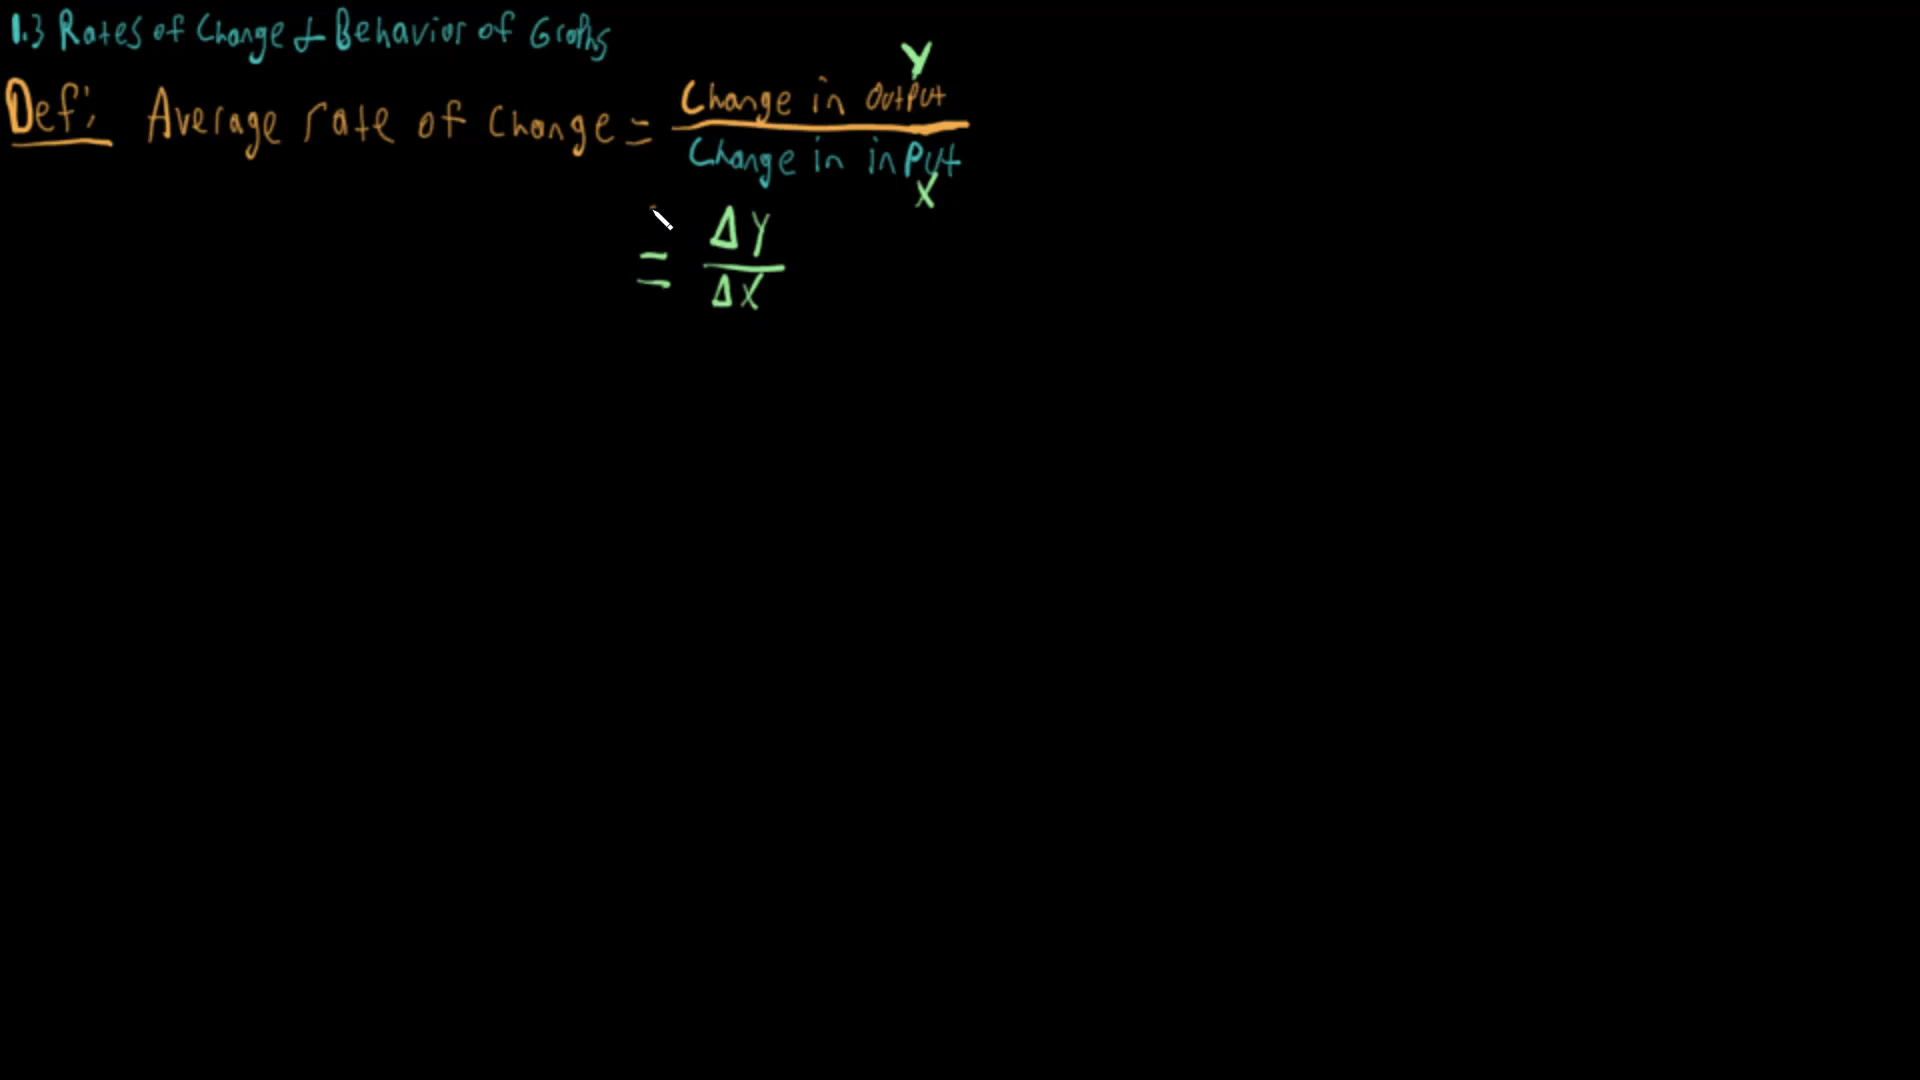 1.3 Rates of Change & Behavior of Graphs
Y
Def: Average rate of Change = Change in output
Change in input
X
= Δy
Δx